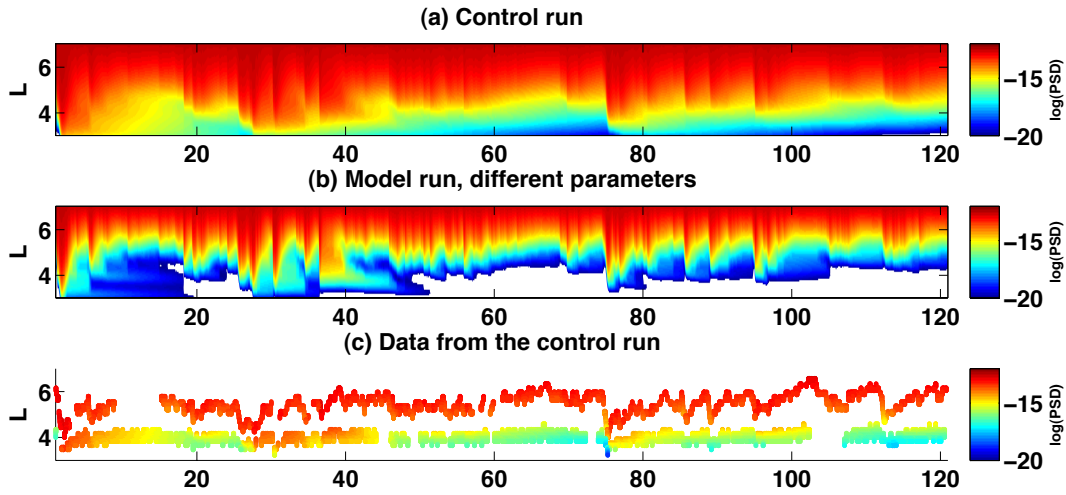 (a) Control run
L
6
4
20 40 60 80 100 120
−15
−20
log(PSD)
(b) Model run, different parameters
L
6
4
20 40 60 80 100 120
−15
−20
log(PSD)
(c) Data from the control run
L
6
4
20 40 60 80 100 120
−15
−20
log(PSD)